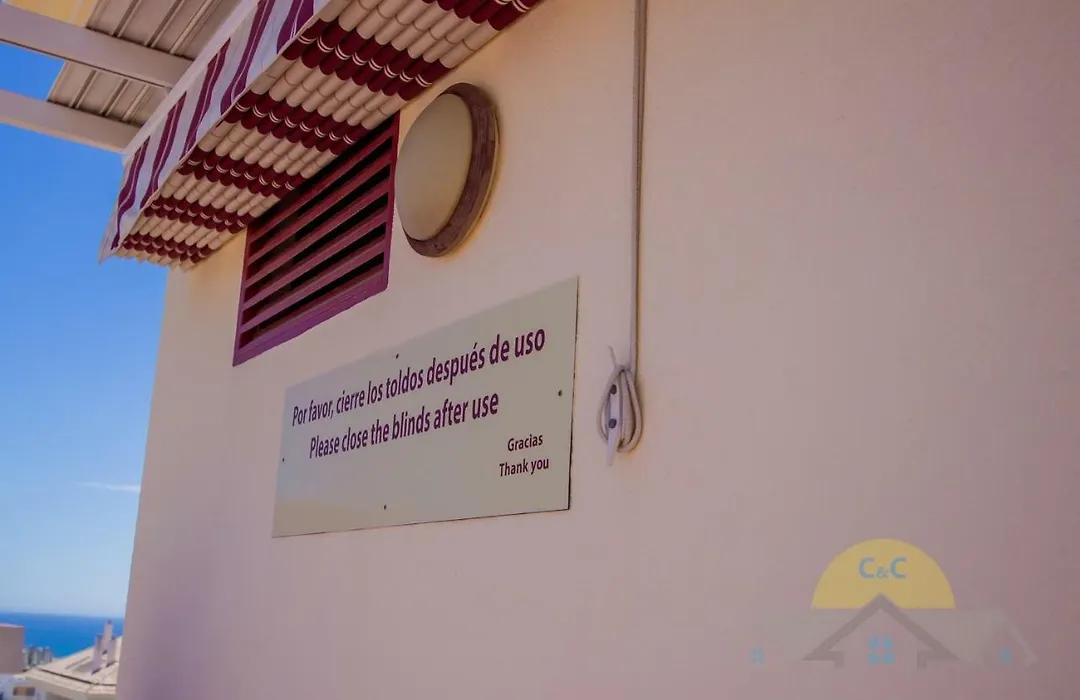 Por favor, cierre los toldos después de uso
Please close the blinds after use
Gracias
Thank you
C&C